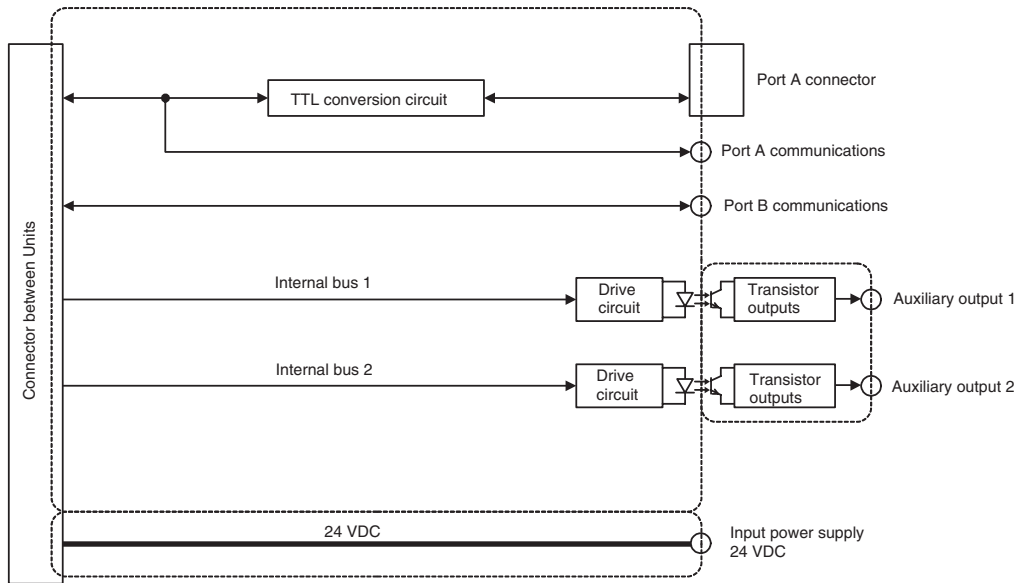 Port A connector
TTL conversion circuit
Port A communications
Port B communications
Connector between Units
Internal bus 1
Drive
circuit
Transistor
outputs
Auxiliary output 1
Internal bus 2
Drive
circuit
Transistor
outputs
Auxiliary output 2
24 VDC
Input power supply
24 VDC